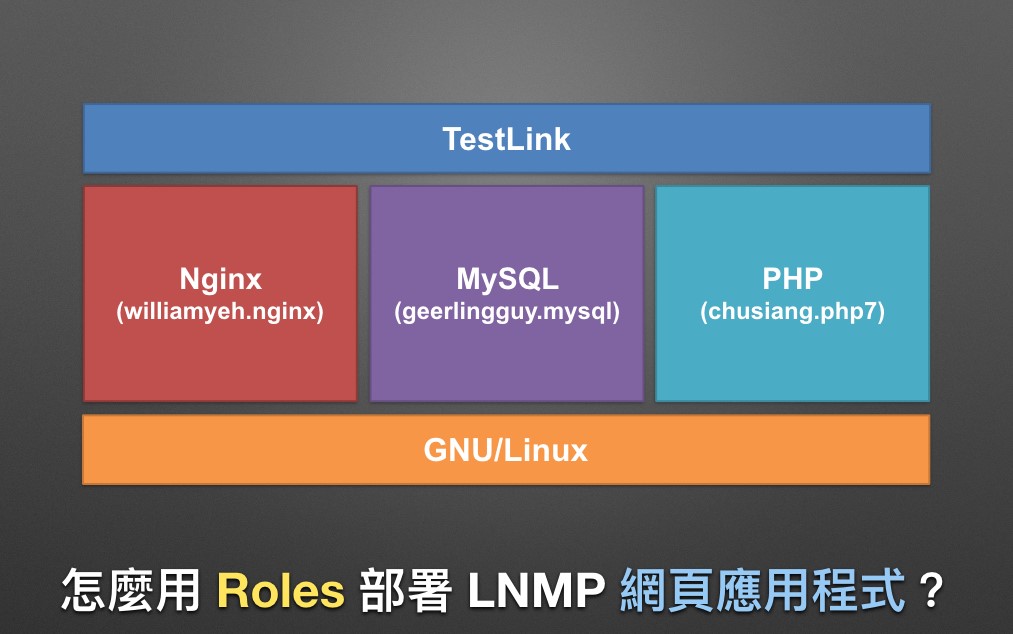 TestLink
Nginx
(williamyeh.nginx)
MySQL
(geerlingguy.mysql)
PHP
(chusiang.php7)
GNU/Linux
怎麼用 Roles 部署 LNMP 網頁應用程式？